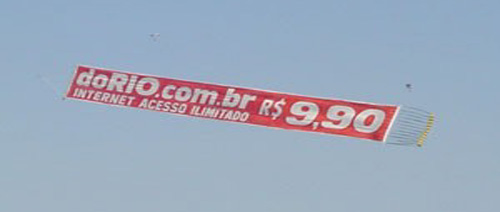 doRIO.com.br R$ 9,90
INTERNET ACESSO ILIMITADO